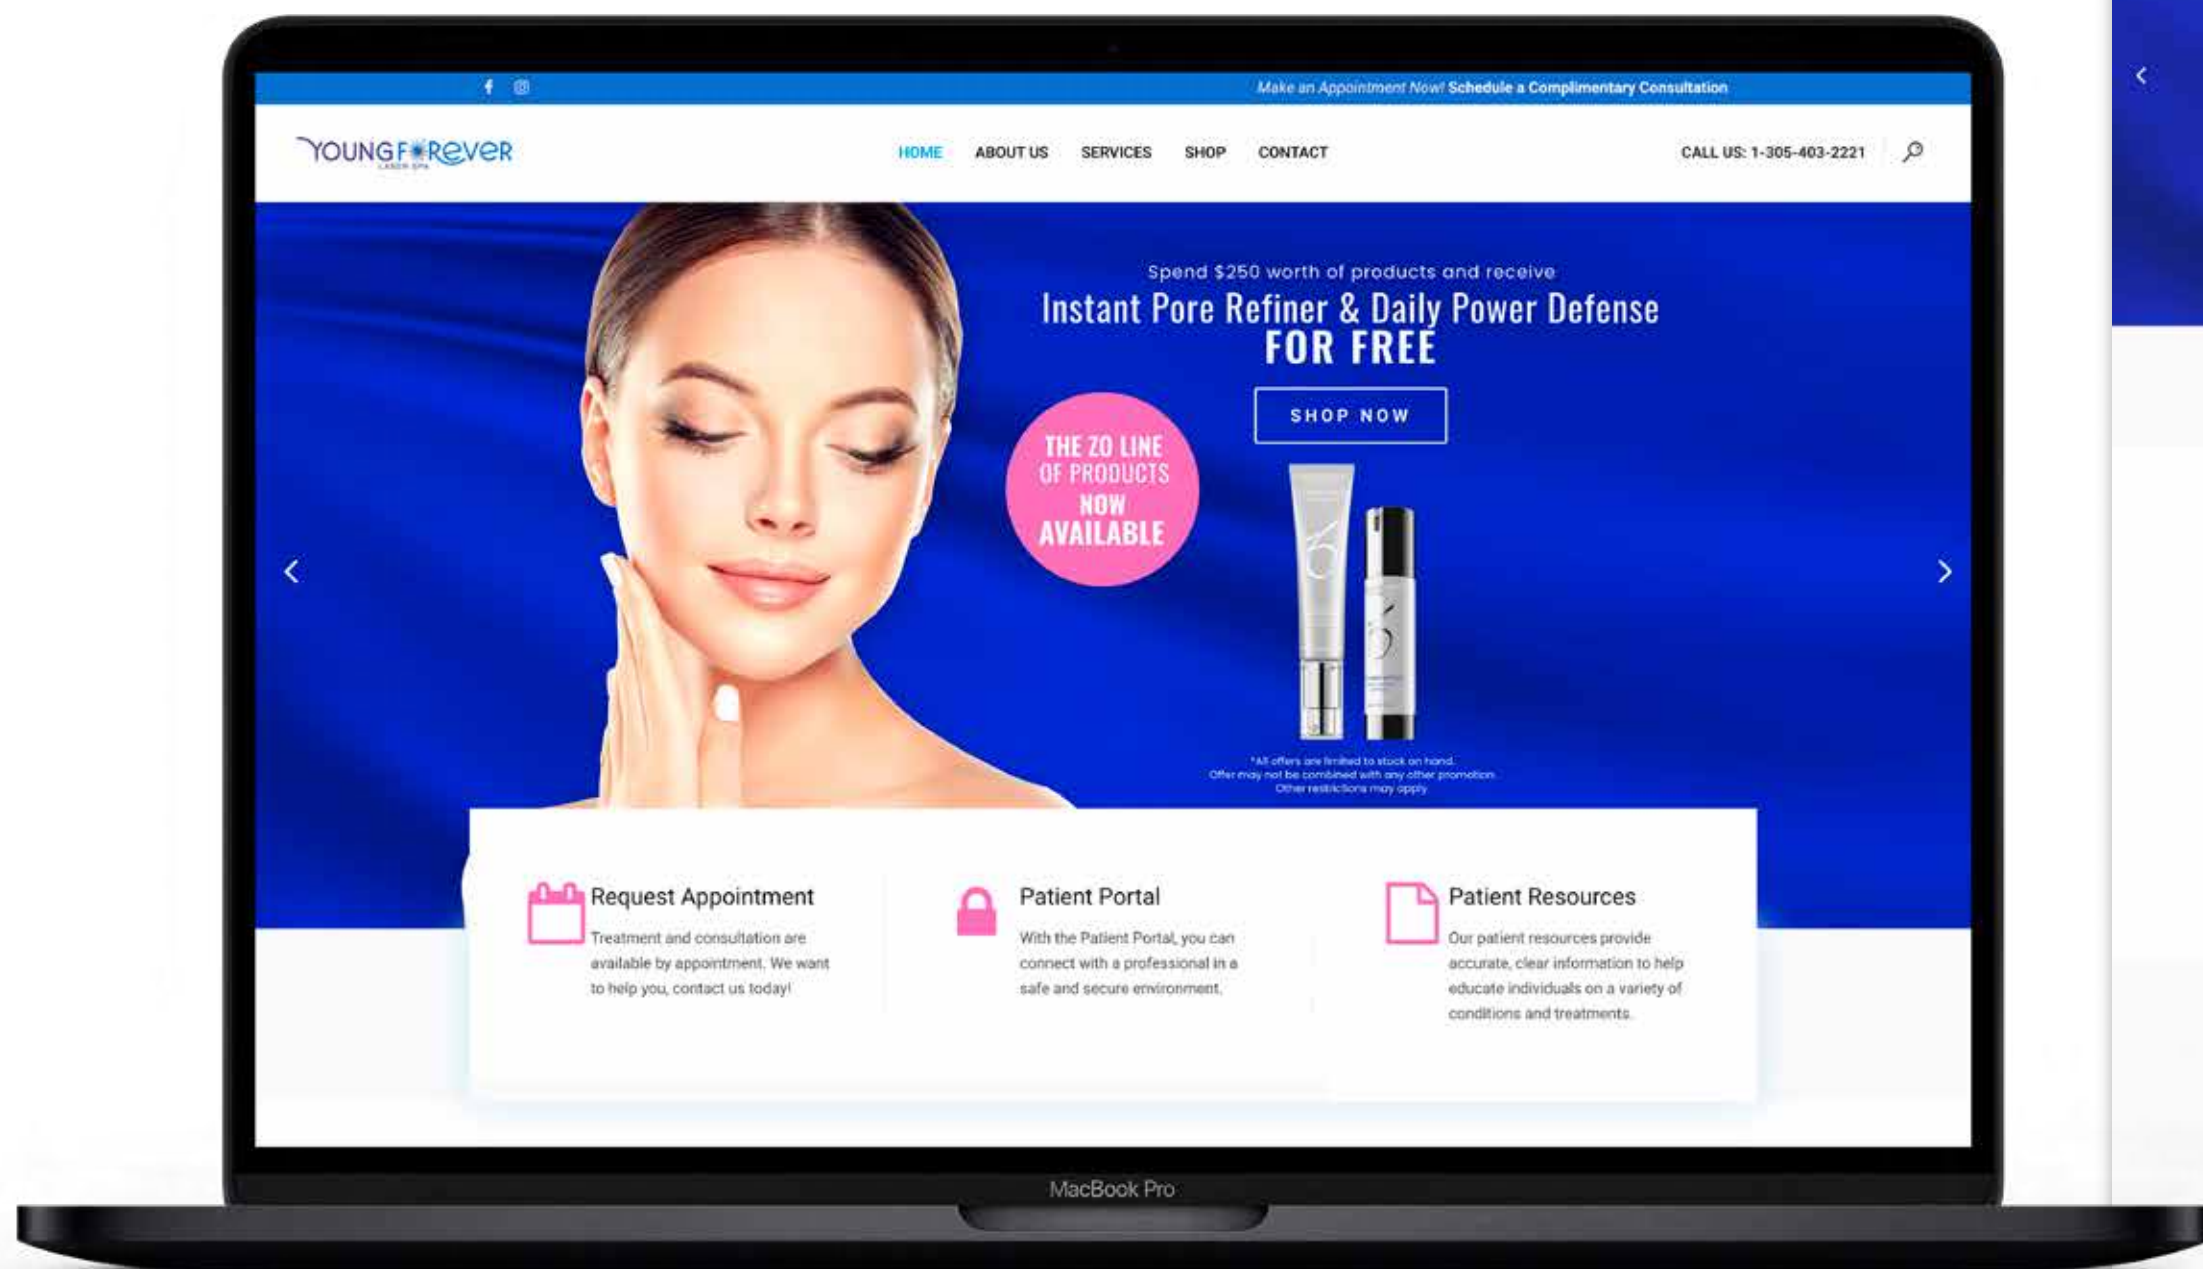 Make an Appointment Now! Schedule a Complimentary Consultation
YOUNGFOREVER
LASER SPA
HOME ABOUT US SERVICES SHOP CONTACT
CALL US: 1-305-403-2221
Spend $250 worth of products and receive
Instant Pore Refiner & Daily Power Defense
FOR FREE
SHOP NOW
THE ZO LINE
OF PRODUCTS
NOW
AVAILABLE
*All offers are limited to stock on hand.
Offer may not be combined with any other promotion.
Other restrictions may apply
Request Appointment
Treatment and consultation are
available by appointment. We want
to help you, contact us today!
Patient Portal
With the Patient Portal, you can
connect with a professional in a
safe and secure environment.
Patient Resources
Our patient resources provide
accurate, clear information to help
educate individuals on a variety of
conditions and treatments.
MacBook Pro